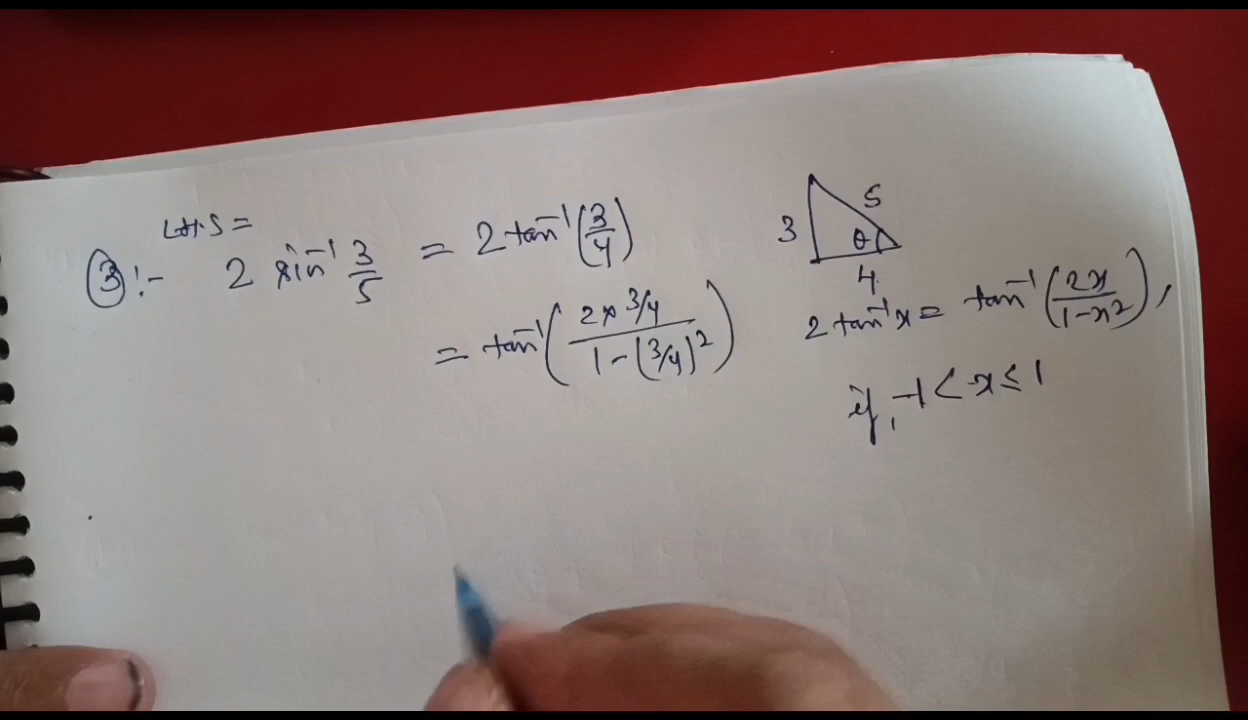 LH.S =
③:- 2 sin⁻¹ 3/5 = 2 tan⁻¹(3/4)
= tan⁻¹(2×3/4 / 1-(3/4)²)
3 5 θ 4
2 tan⁻¹x = tan⁻¹(2x/1-x²),
if, -1 < x ≤ 1